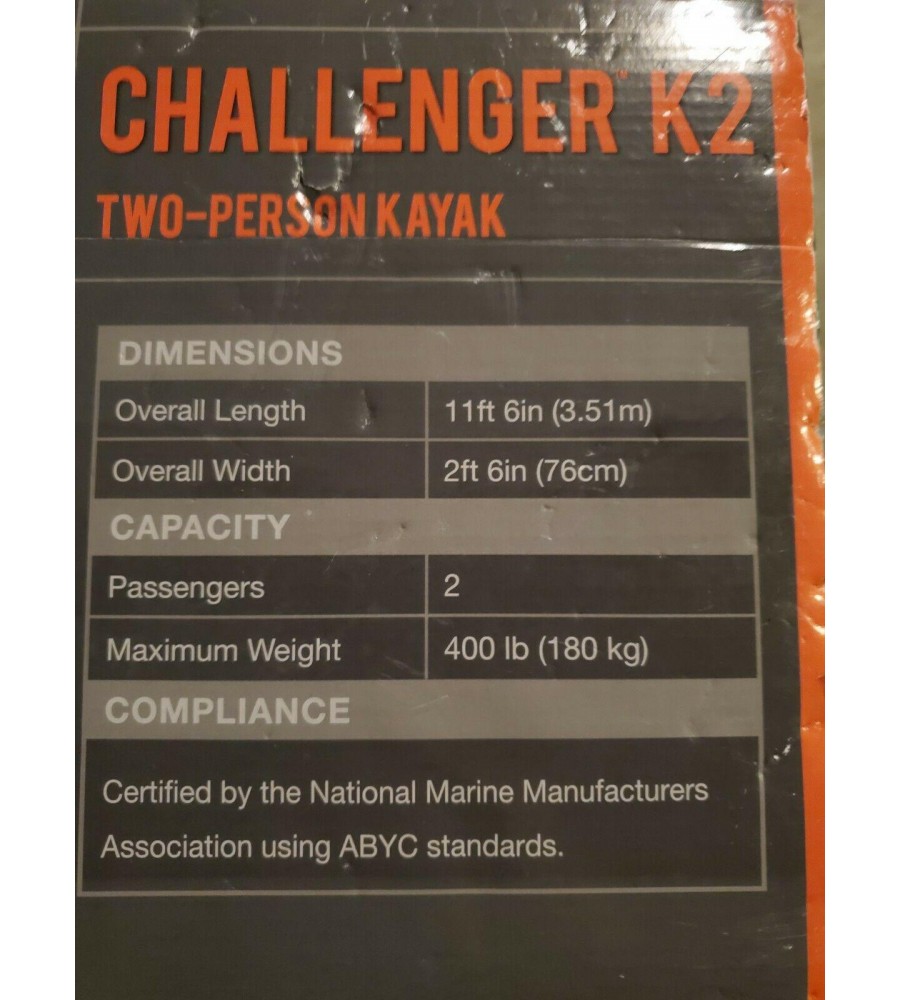 CHALLENGER K2
TWO-PERSON KAYAK
DIMENSIONS
Overall Length 11ft 6in (3.51m)
Overall Width 2ft 6in (76cm)
CAPACITY
Passengers 2
Maximum Weight 400 lb (180 kg)
COMPLIANCE
Certified by the National Marine Manufacturers
Association using ABYC standards.